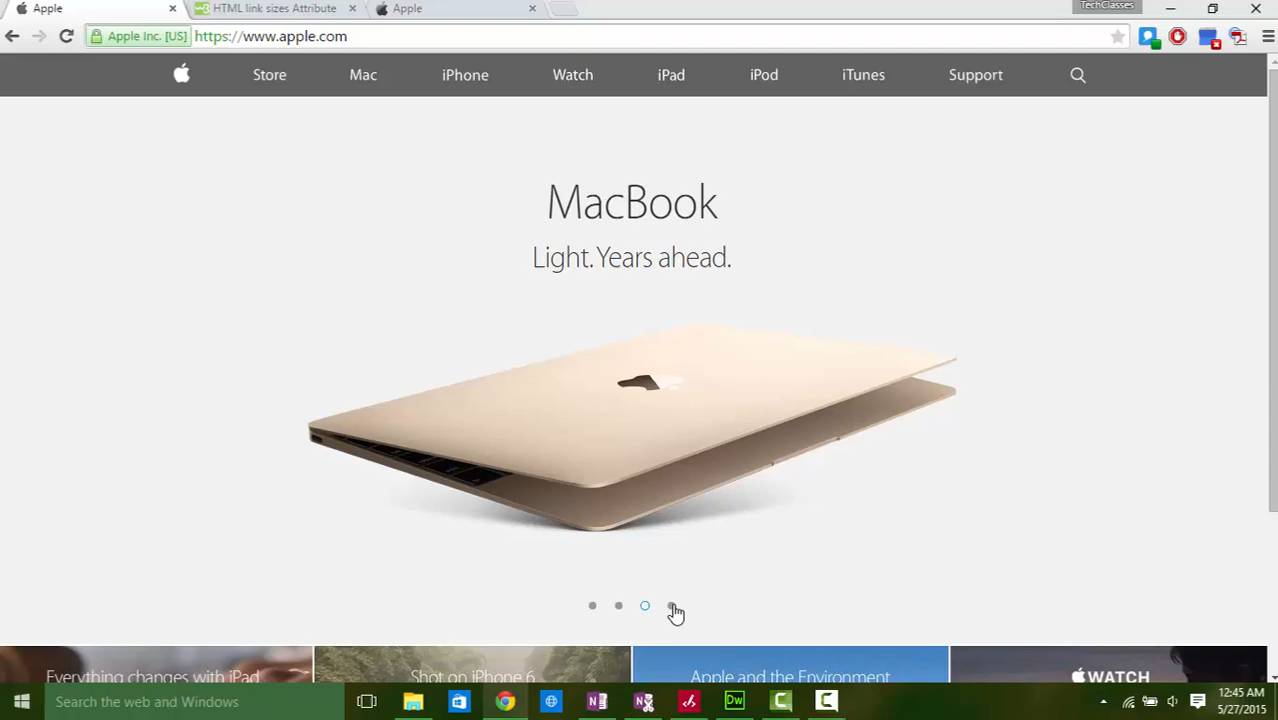 TechClasses
Apple
HTML link sizes Attribute
Apple
Apple Inc. [US]
https://www.apple.com
Store
Mac
iPhone
Watch
iPad
iPod
iTunes
Support
MacBook
Light. Years ahead.
Everything changes with iPad
Shot on iPhone 6
Apple and the Environment
WATCH
Search the web and Windows
Dw
12:45 AM
5/27/2015